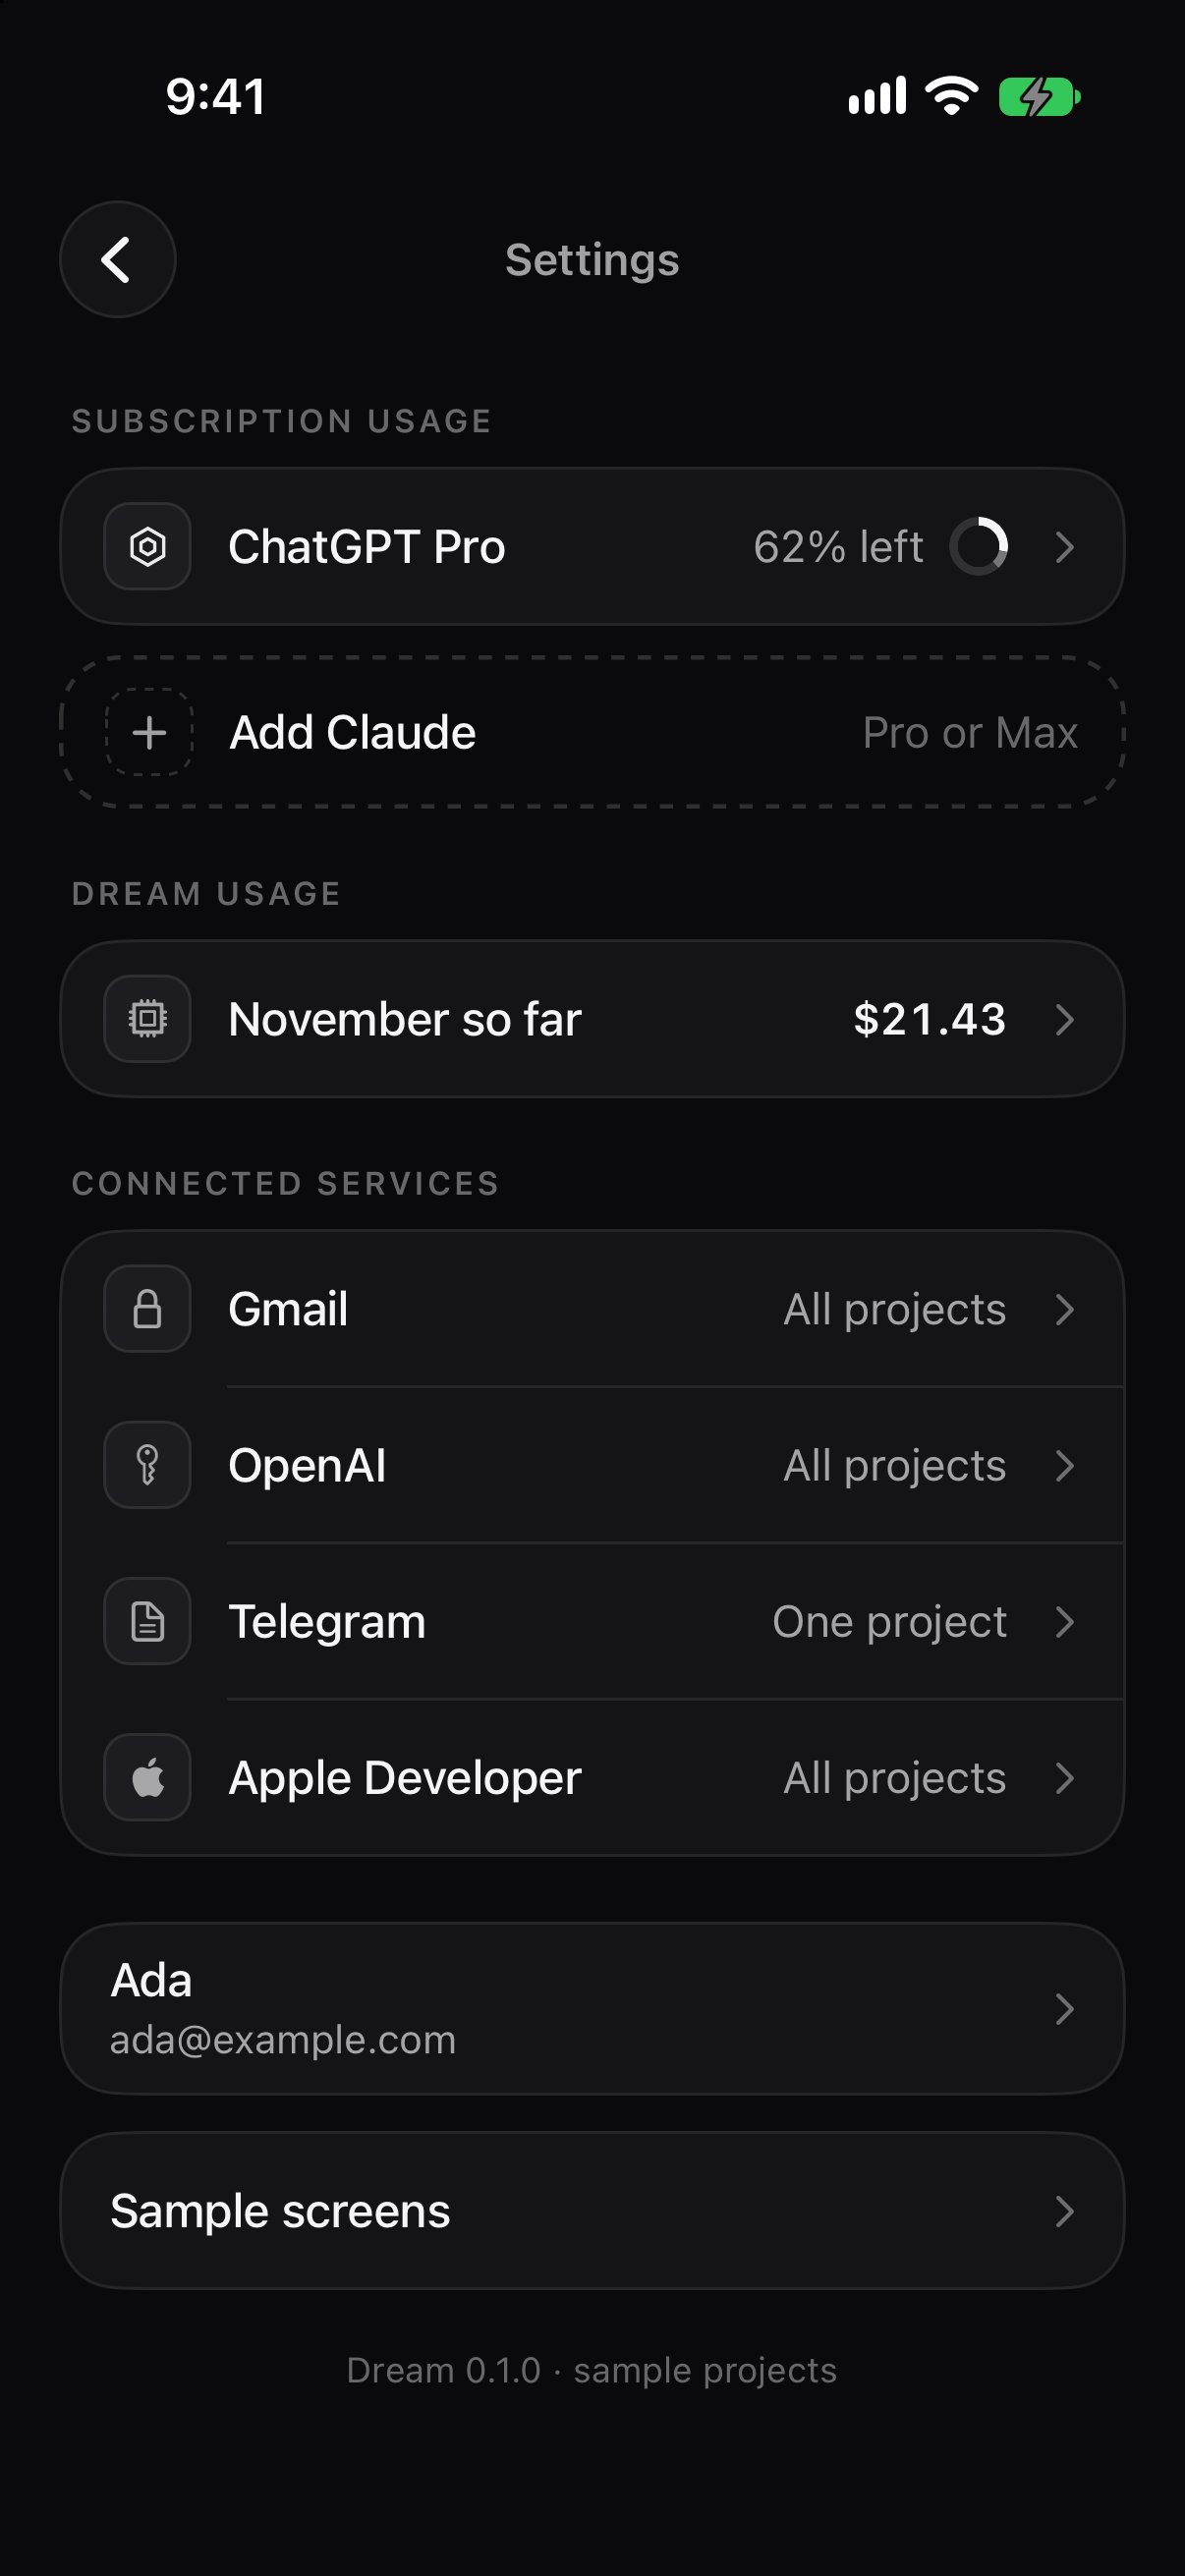 9:41
Settings
SUBSCRIPTION USAGE
ChatGPT Pro 62% left
Add Claude Pro or Max
DREAM USAGE
November so far $21.43
CONNECTED SERVICES
Gmail All projects
OpenAI All projects
Telegram One project
Apple Developer All projects
Ada
ada@example.com
Sample screens
Dream 0.1.0 · sample projects